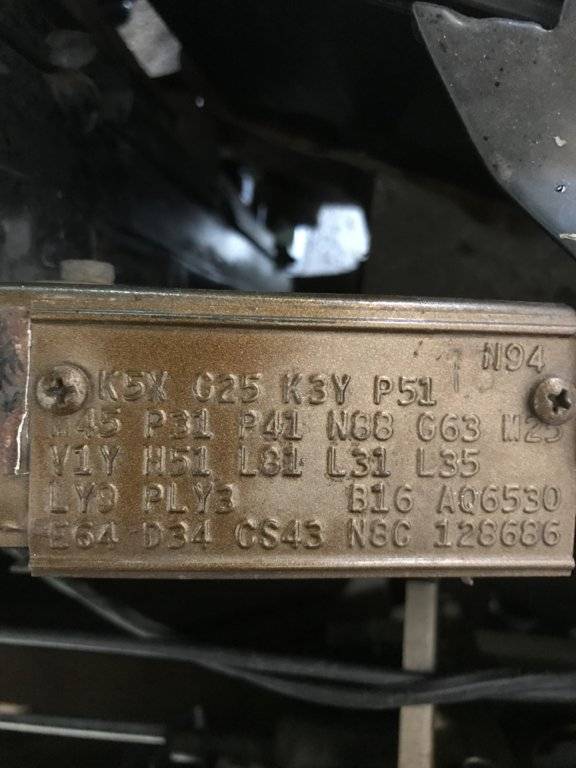 N94
K5X G25 K3Y P51
M45 P31 P41 N88 G63 M25
V1Y H51 L81 L31 L35
LY9 PLY3 B16 AQ6530
E64 D34 CS43 N8C 128686